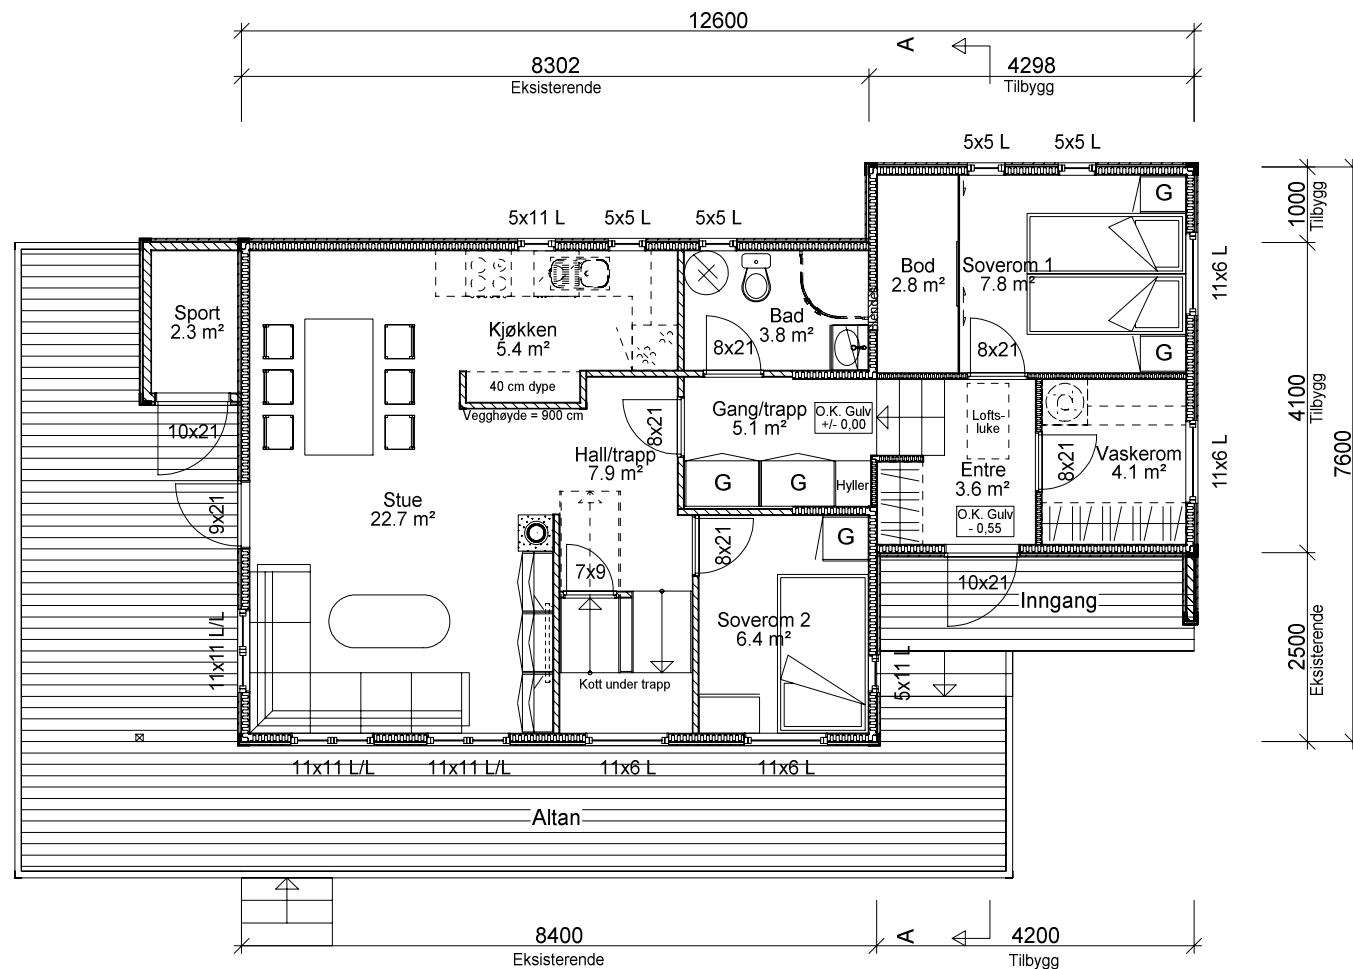 12600
A
8302
4298
Eksisterende
Tilbygg
5x5 L
5x5 L
1000
Tilbygg
G
5x11 L
5x5 L
5x5 L
Bod
2.8 m²
Soverom 1
7.8 m²
11x6 L
Sport
2.3 m²
Kjøkken
5.4 m²
Bad
3.8 m²
8x21
8x21
G
40 cm dype
Vegghøyde = 900 cm
10x21
8x21
Gang/trapp
5.1 m²
O.K. Gulv
+/- 0,00
Lofts-
luke
4100
Tilbygg
7600
Hall/trapp
7.9 m²
G
G
Hyller
Entre
3.6 m²
8x21
Vaskerom
4.1 m²
11x6 L
Stue
22.7 m²
9x21
O.K. Gulv
- 0,55
8x21
G
7x9
10x21
Inngang
Soverom 2
6.4 m²
2500
Eksisterende
11x11 L/L
5x11 L
Kott under trapp
11x11 L/L
11x11 L/L
11x6 L
11x6 L
Altan
8400
A
4200
Eksisterende
Tilbygg